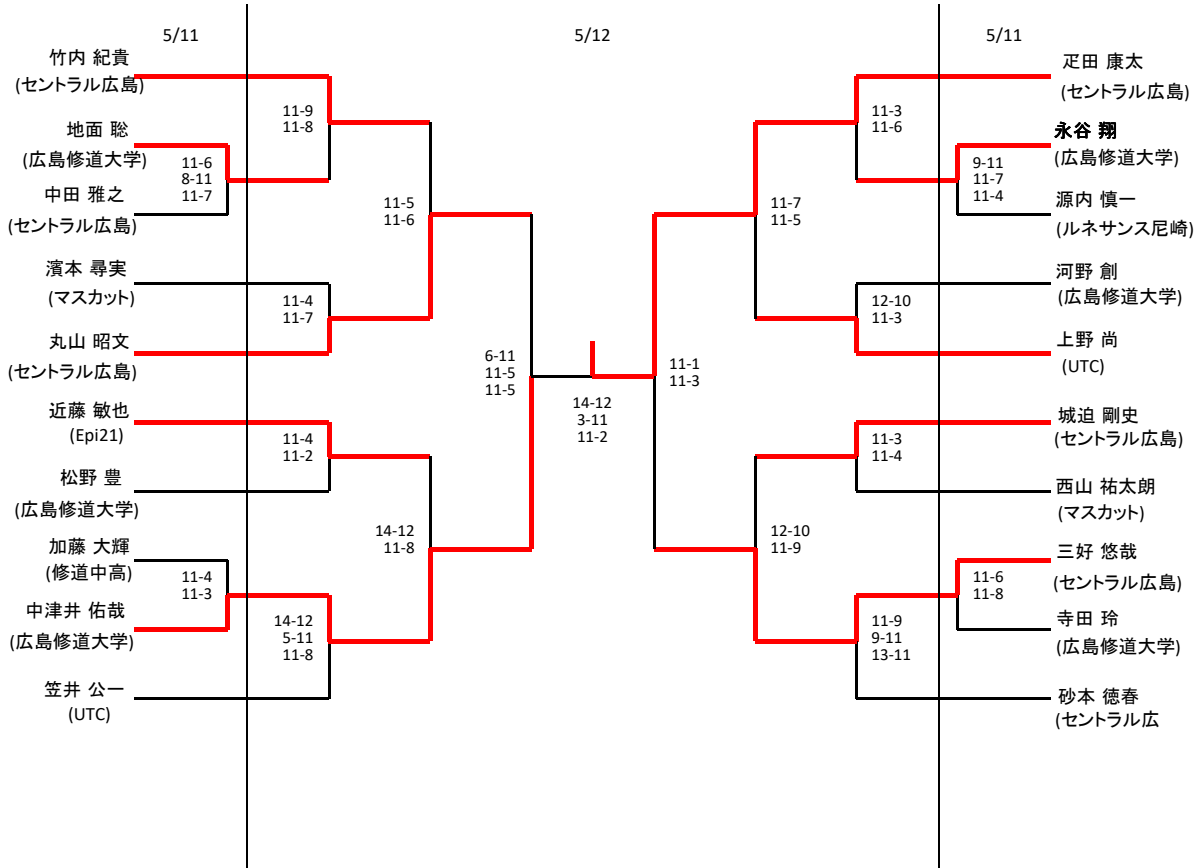 5/11
5/12
5/11
竹内 紀貴
(セントラル広島)
地面 聡
(広島修道大学)
中田 雅之
(セントラル広島)
濱本 尋実
(マスカット)
丸山 昭文
(セントラル広島)
近藤 敏也
(Epi21)
松野 豊
(広島修道大学)
加藤 大輝
(修道中高)
中津井 佑哉
(広島修道大学)
笠井 公一
(UTC)
11-6
8-11
11-7
11-4
11-3
11-9
11-8
11-4
11-7
11-4
11-2
14-12
5-11
11-8
11-5
11-6
14-12
11-8
6-11
11-5
11-5
14-12
3-11
11-2
11-1
11-3
11-7
11-5
12-10
11-9
11-3
11-6
12-10
11-3
11-3
11-4
11-9
9-11
13-11
9-11
11-7
11-4
11-6
11-8
疋田 康太
(セントラル広島)
永谷 翔
(広島修道大学)
源内 慎一
(ルネサンス尼崎)
河野 創
(広島修道大学)
上野 尚
(UTC)
城迫 剛史
(セントラル広島)
西山 祐太朗
(マスカット)
三好 悠哉
(セントラル広島)
寺田 玲
(広島修道大学)
砂本 徳春
(セントラル広